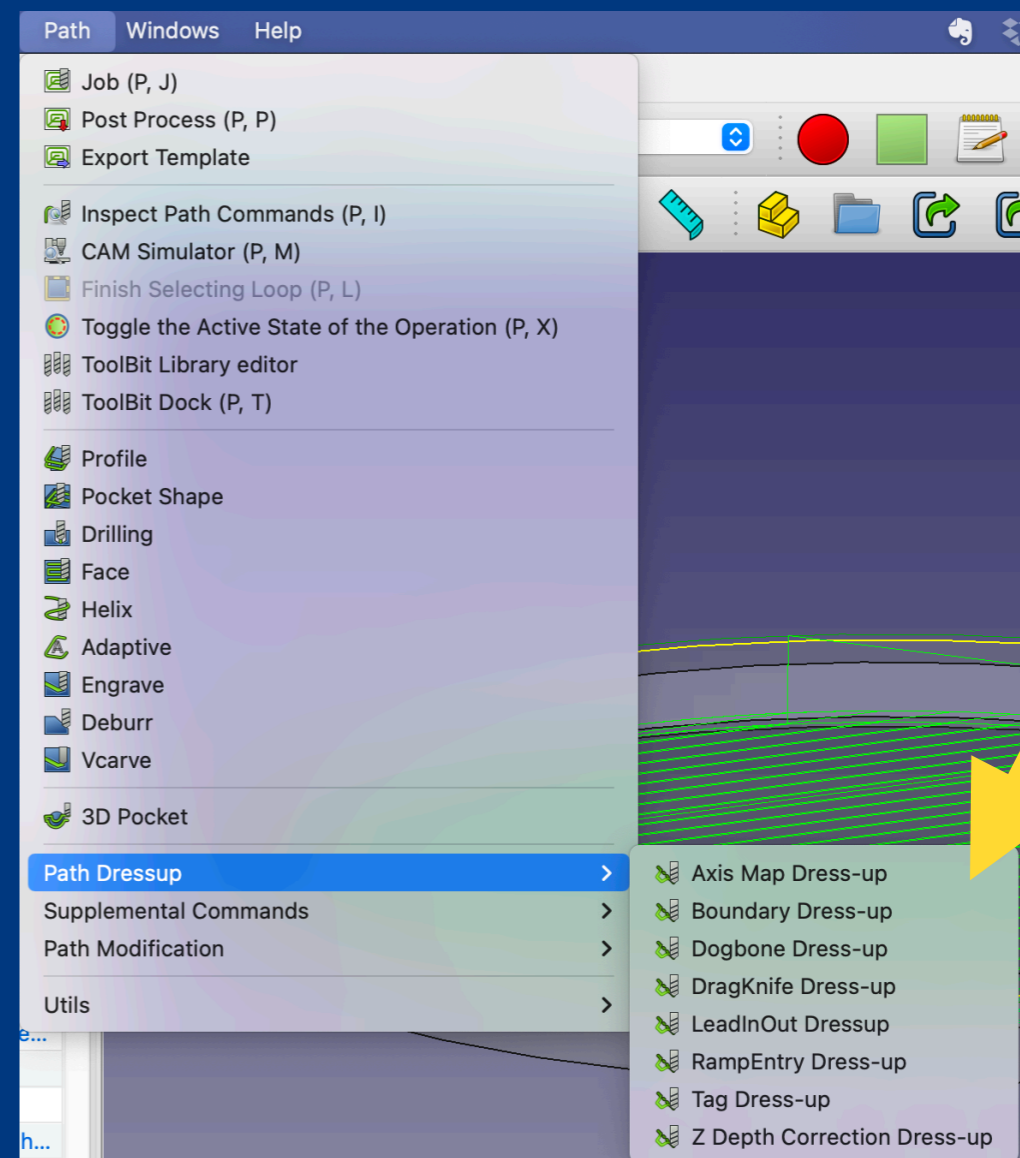 Path Windows Help
Job (P, J)
Post Process (P, P)
Export Template
Inspect Path Commands (P, I)
CAM Simulator (P, M)
Finish Selecting Loop (P, L)
Toggle the Active State of the Operation (P, X)
ToolBit Library editor
ToolBit Dock (P, T)
Profile
Pocket Shape
Drilling
Face
Helix
Adaptive
Engrave
Deburr
Vcarve
3D Pocket
Path Dressup
Supplemental Commands
Path Modification
Utils
Axis Map Dress-up
Boundary Dress-up
Dogbone Dress-up
DragKnife Dress-up
LeadInOut Dressup
RampEntry Dress-up
Tag Dress-up
Z Depth Correction Dress-up
h...